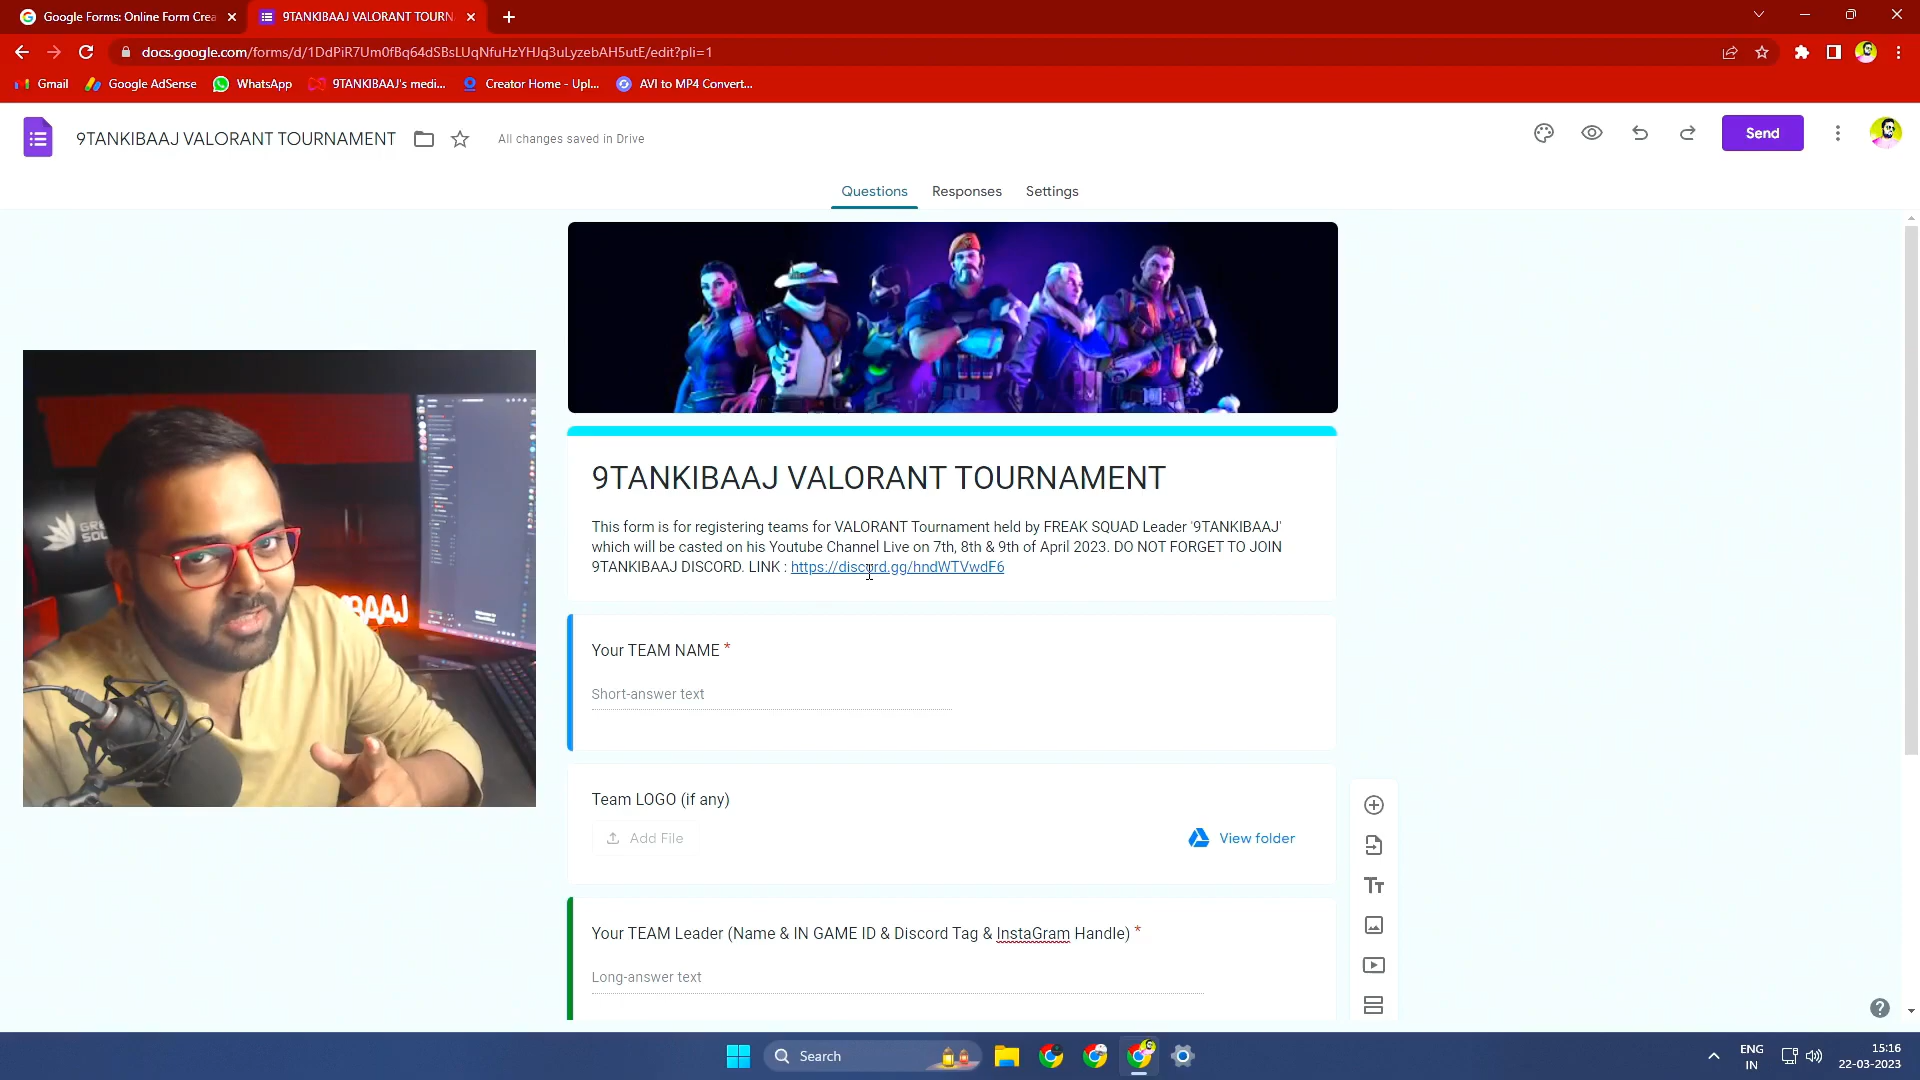 Google Forms: Online Form Crea
9TANKIBAAJ VALORANT TOURN
docs.google.com/forms/d/1DdPiR7Um0fBq64dSBsLUqNfuHzYHJq3uLyzebAH5utE/edit?pli=1
Gmail
Google AdSense
WhatsApp
9TANKIBAAJ's medi...
Creator Home - Upl...
AVI to MP4 Convert...
9TANKIBAAJ VALORANT TOURNAMENT
All changes saved in Drive
Send
Questions
Responses
Settings
9TANKIBAAJ VALORANT TOURNAMENT
This form is for registering teams for VALORANT Tournament held by FREAK SQUAD Leader '9TANKIBAAJ'
which will be casted on his Youtube Channel Live on 7th, 8th & 9th of April 2023. DO NOT FORGET TO JOIN
9TANKIBAAJ DISCORD. LINK : https://discord.gg/hndWTVwdF6
BAAJ
Your TEAM NAME *
Short-answer text
Team LOGO (if any)
Add File
View folder
Your TEAM Leader (Name & IN GAME ID & Discord Tag & InstaGram Handle) *
Long-answer text
Search
ENG
IN
15:16
22-03-2023